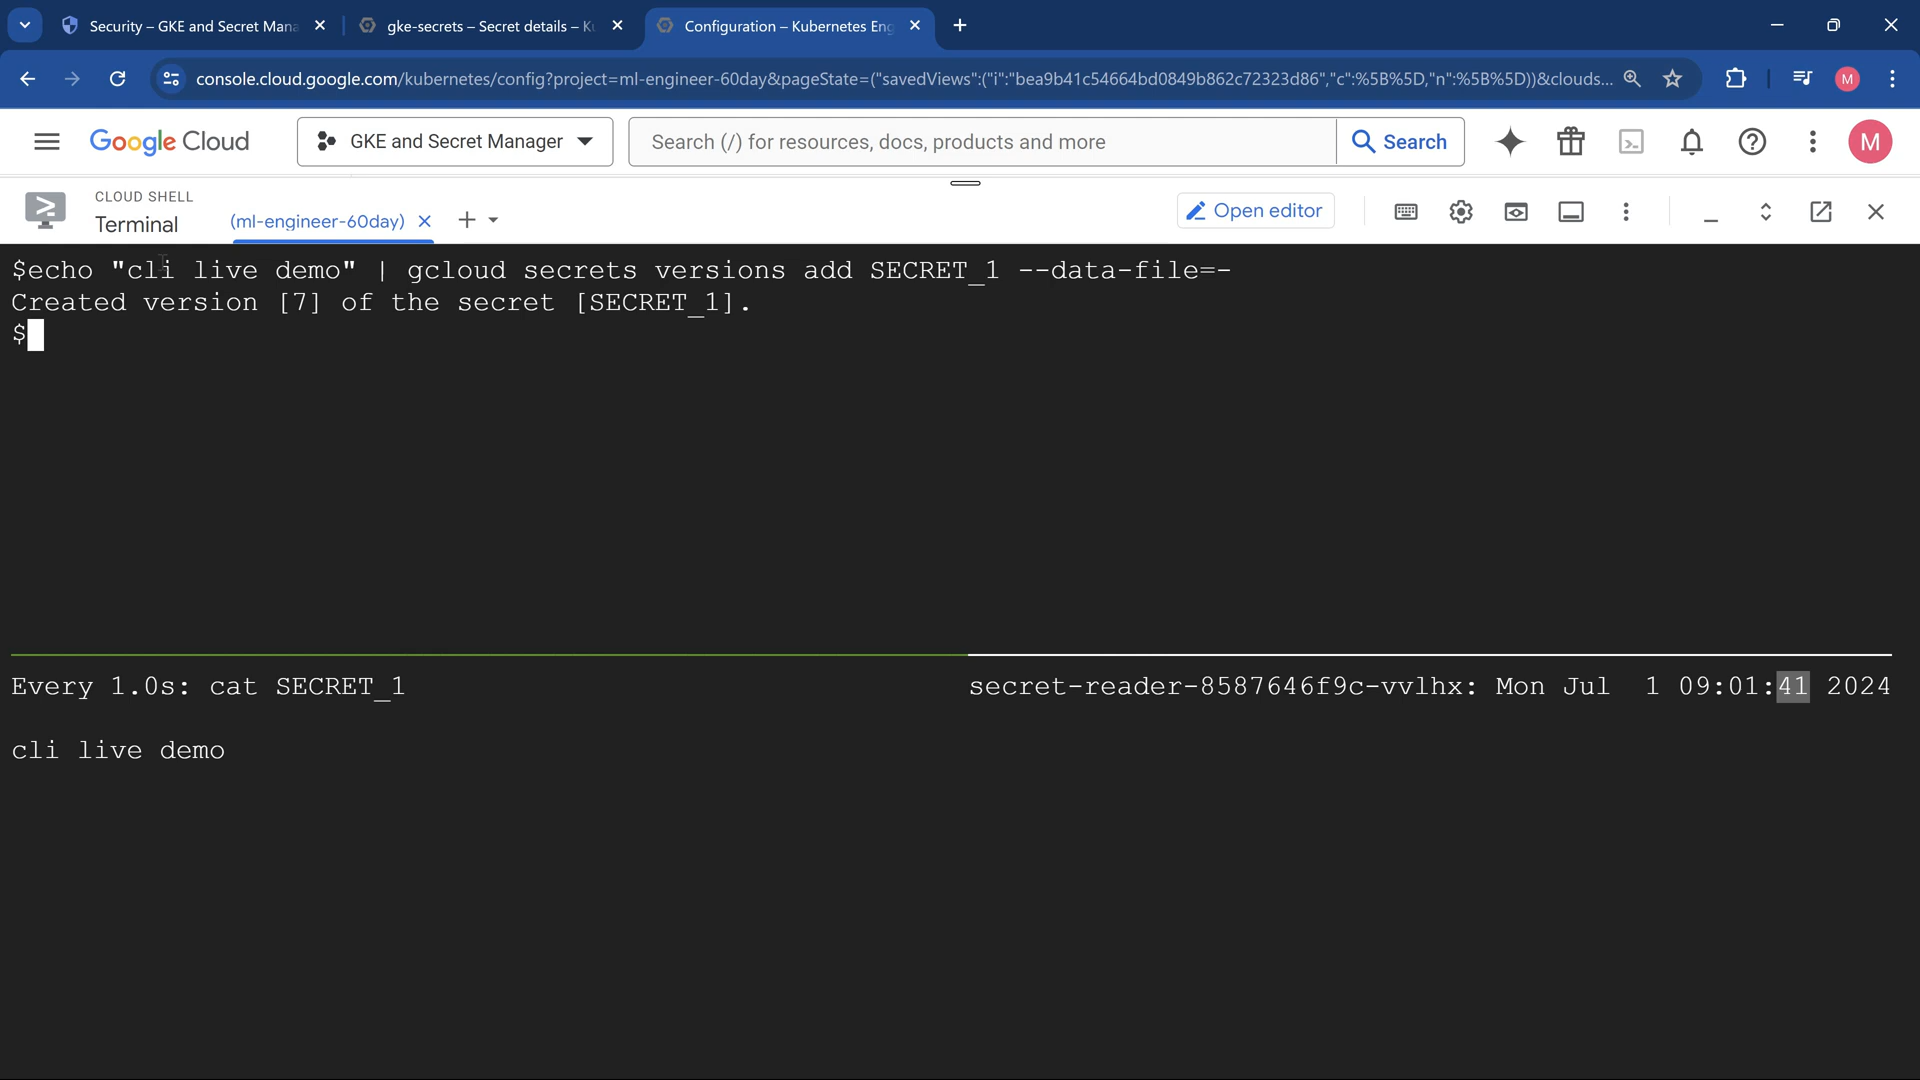 Security – GKE and Secret Mana
gke-secrets – Secret details – Ku
Configuration – Kubernetes Eng
console.cloud.google.com/kubernetes/config?project=ml-engineer-60day&pageState=("savedViews":("i":"bea9b41c54664bd0849b862c72323d86","c":%5B%5D,"n":%5B%5D))&clouds...
M
Google Cloud
GKE and Secret Manager
Search (/) for resources, docs, products and more
Search
M
CLOUD SHELL
Terminal
(ml-engineer-60day)
Open editor
$echo "cli live demo" | gcloud secrets versions add SECRET_1 --data-file=-
Created version [7] of the secret [SECRET_1].
$
Every 1.0s: cat SECRET_1
secret-reader-8587646f9c-vvlhx: Mon Jul 1 09:01:41 2024
cli live demo